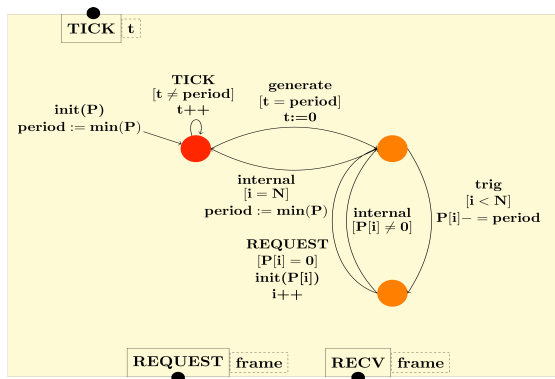 TICK t
TICK
[t ≠ period]
t++
generate
[t = period]
t:=0
init(P)
period := min(P)
internal
[i = N]
period := min(P)
trig
[i < N]
P[i]− = period
internal
[P[i] ≠ 0]
REQUEST
[P[i] = 0]
init(P[i])
i++
REQUEST frame
RECV frame